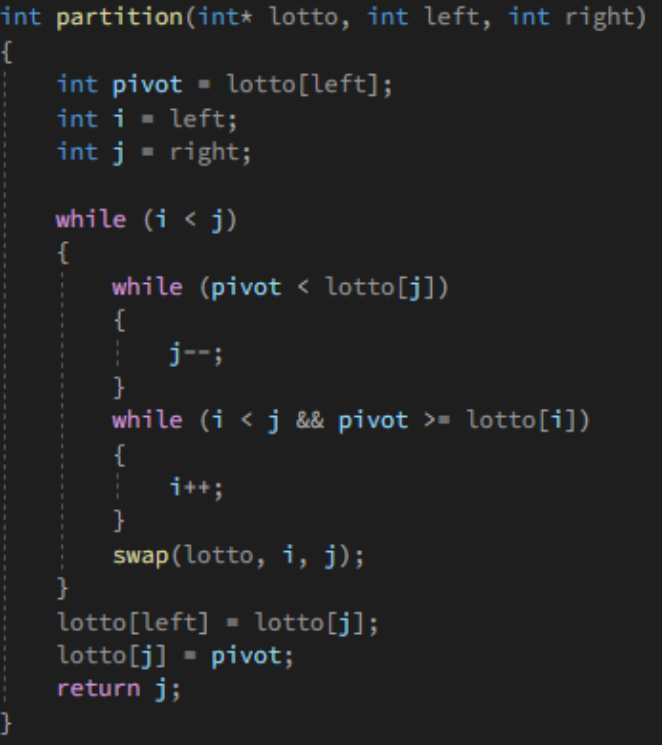 int partition(int* lotto, int left, int right)
{
    int pivot = lotto[left];
    int i = left;
    int j = right;

    while (i < j)
    {
        while (pivot < lotto[j])
        {
            j--;
        }
        while (i < j && pivot >= lotto[i])
        {
            i++;
        }
        swap(lotto, i, j);
    }
    lotto[left] = lotto[j];
    lotto[j] = pivot;
    return j;
}